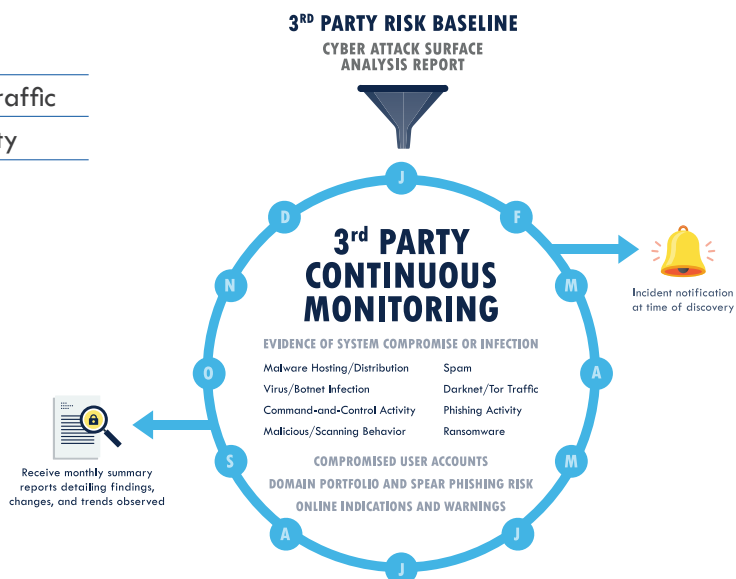 3RD PARTY RISK BASELINE
CYBER ATTACK SURFACE
ANALYSIS REPORT
raffic
ty
J
F
M
A
M
J
J
A
S
O
N
D
3rd PARTY
CONTINUOUS
MONITORING
EVIDENCE OF SYSTEM COMPROMISE OR INFECTION
Malware Hosting/Distribution
Virus/Botnet Infection
Command-and-Control Activity
Malicious/Scanning Behavior
Spam
Darknet/Tor Traffic
Phishing Activity
Ransomware
COMPROMISED USER ACCOUNTS
DOMAIN PORTFOLIO AND SPEAR PHISHING RISK
ONLINE INDICATIONS AND WARNINGS
Incident notification
at time of discovery
Receive monthly summary
reports detailing findings,
changes, and trends observed